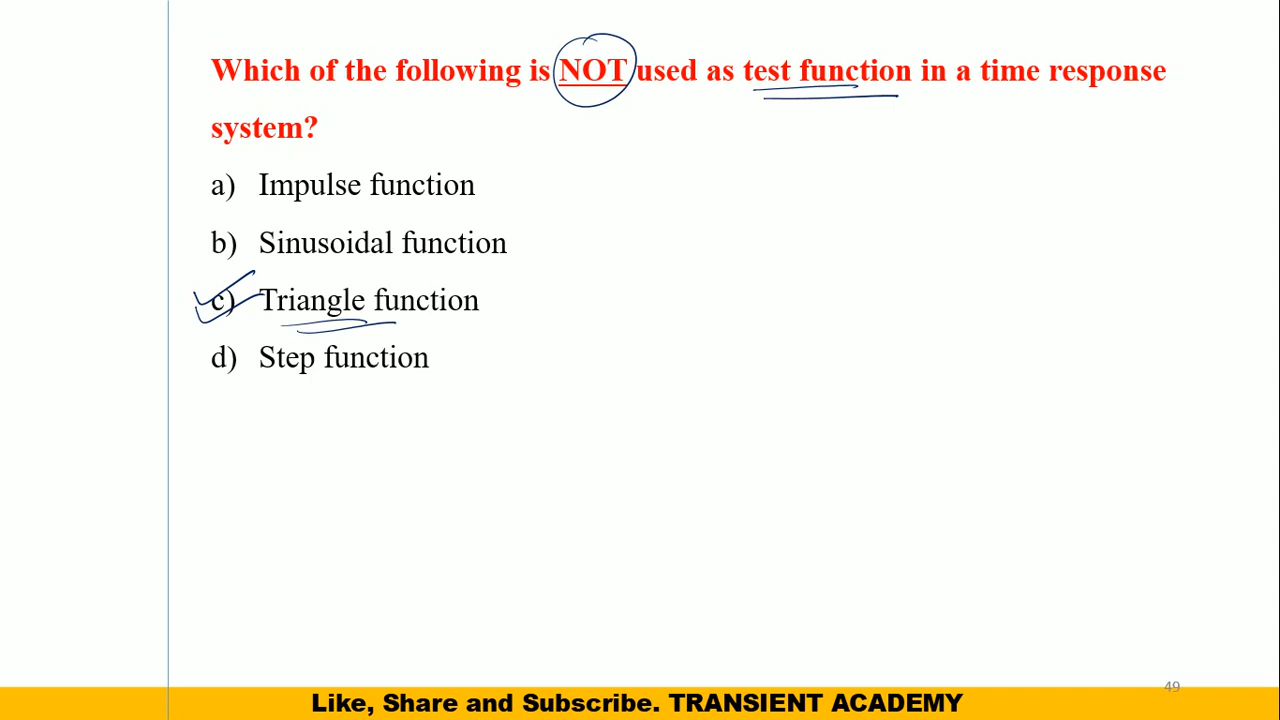 Which of the following is NOT used as test function in a time response
system?
a) Impulse function
b) Sinusoidal function
c) Triangle function
d) Step function
49
Like, Share and Subscribe. TRANSIENT ACADEMY